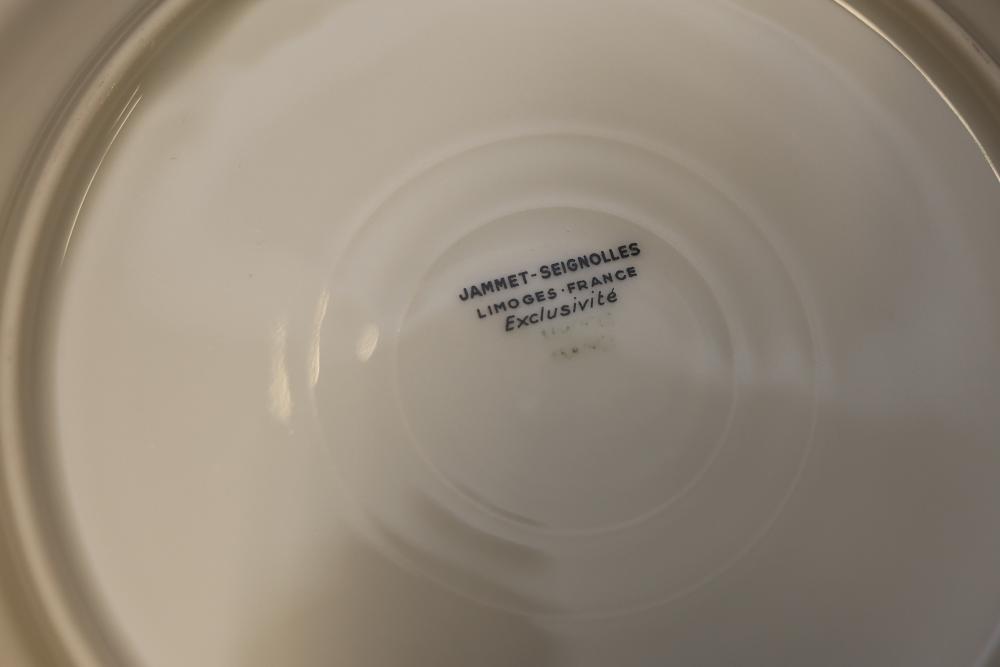 JAMMET-SEIGNOLLES
LIMOGES·FRANCE
Exclusivité